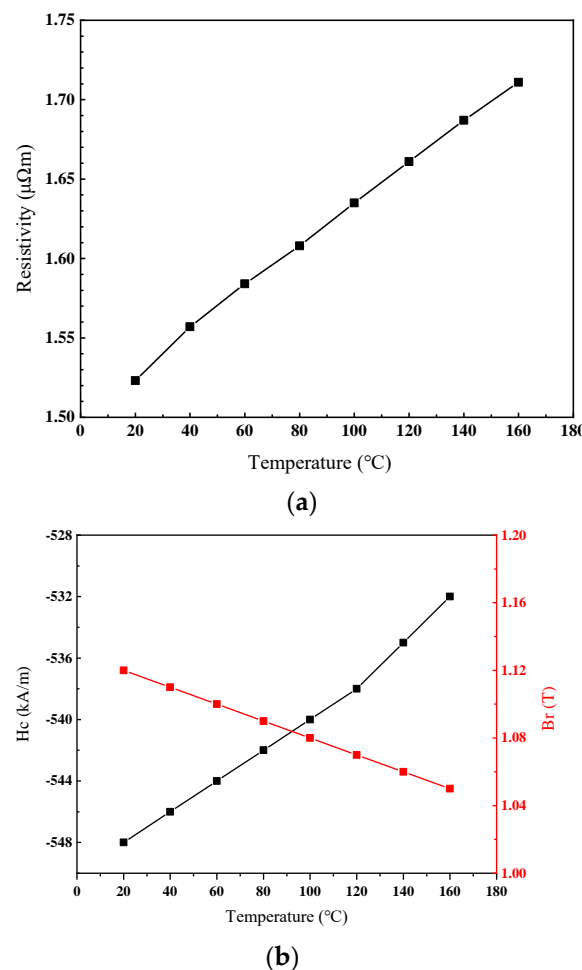 1.75
1.70
1.65
1.60
1.55
1.50
Resistivity (μΩm)
0 20 40 60 80 100 120 140 160 180
Temperature (℃)
(a)
-528
-532
-536
-540
-544
-548
Hc (kA/m)
1.20
1.16
1.12
1.08
1.04
1.00
Br (T)
0 20 40 60 80 100 120 140 160 180
Temperature (℃)
(b)